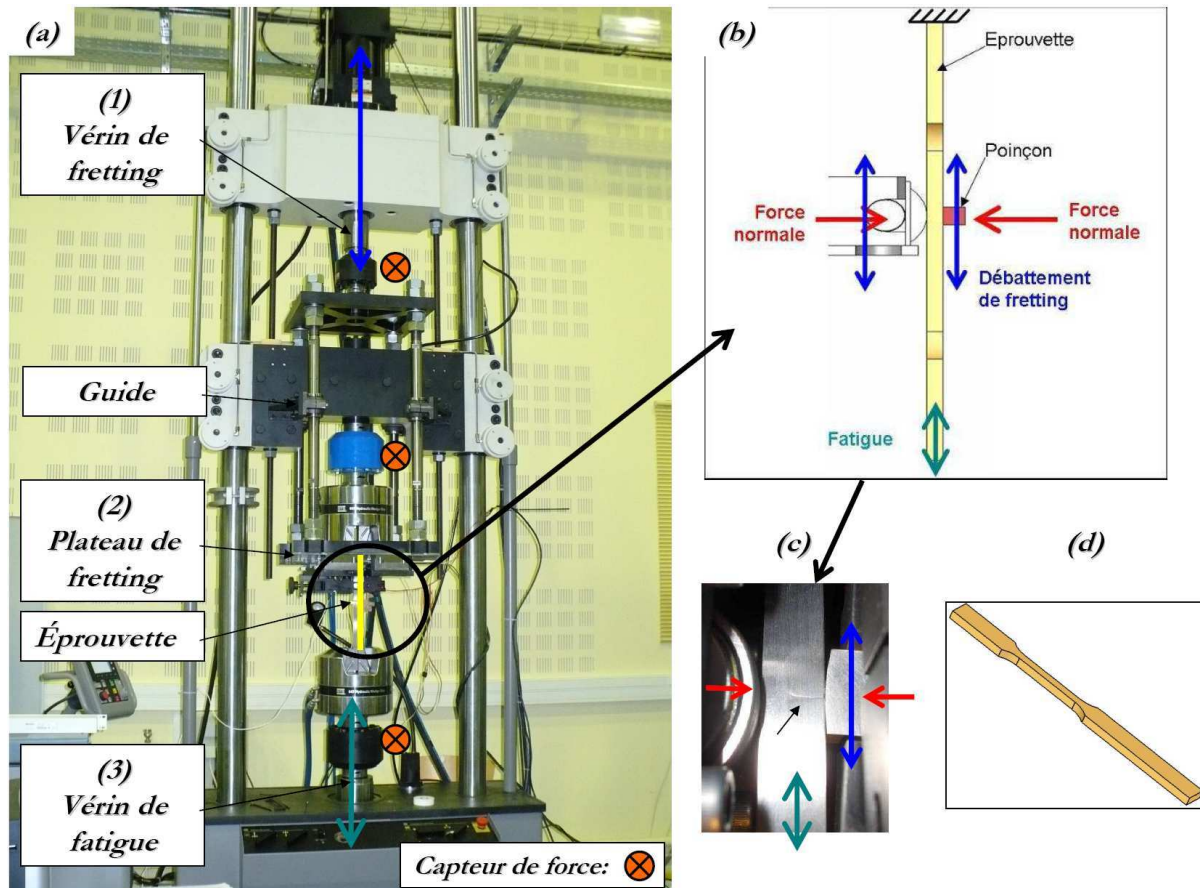 (a)
(1)
Vérin de
fretting
Guide
(2)
Plateau de
fretting
Éprouvette
(3)
Vérin de
fatigue
Capteur de force:
(b)
Eprouvette
Poinçon
Force
normale
Force
normale
Débattement
de fretting
Fatigue
(c)
(d)